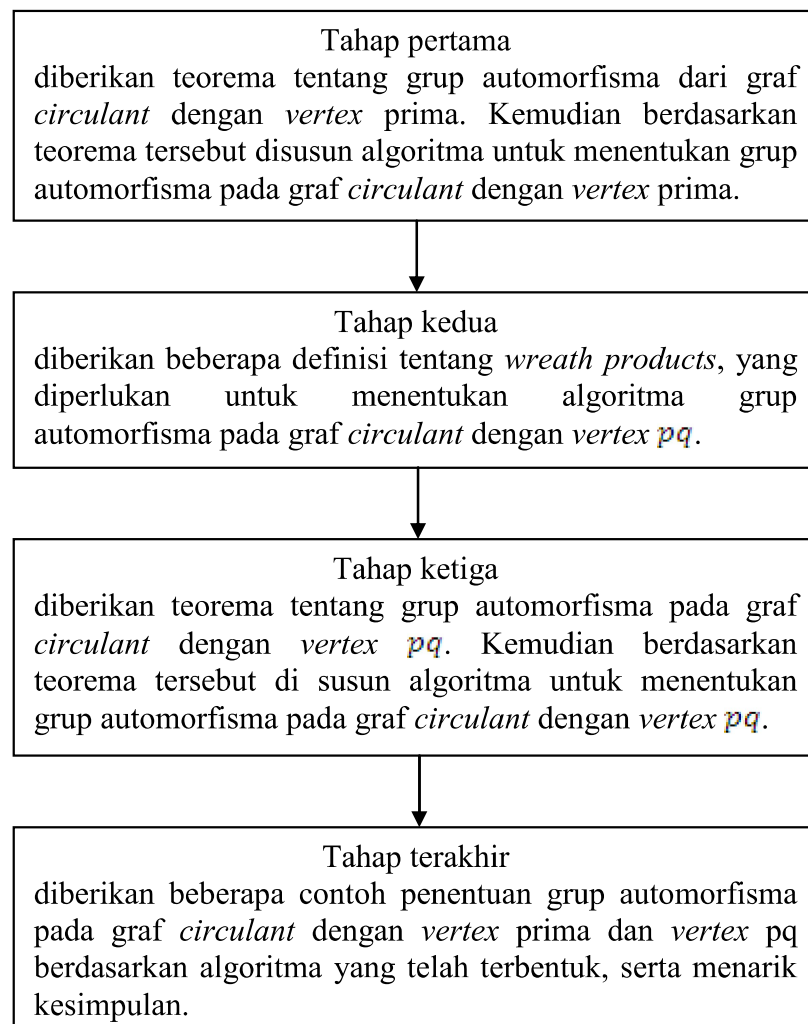 Tahap pertama
diberikan teorema tentang grup automorfisma dari graf
circulant dengan vertex prima. Kemudian berdasarkan
teorema tersebut disusun algoritma untuk menentukan grup
automorfisma pada graf circulant dengan vertex prima.
Tahap kedua
diberikan beberapa definisi tentang wreath products, yang
diperlukan untuk menentukan algoritma grup
automorfisma pada graf circulant dengan vertex pq.
Tahap ketiga
diberikan teorema tentang grup automorfisma pada graf
circulant dengan vertex pq. Kemudian berdasarkan
teorema tersebut di susun algoritma untuk menentukan
grup automorfisma pada graf circulant dengan vertex pq.
Tahap terakhir
diberikan beberapa contoh penentuan grup automorfisma
pada graf circulant dengan vertex prima dan vertex pq
berdasarkan algoritma yang telah terbentuk, serta menarik
kesimpulan.